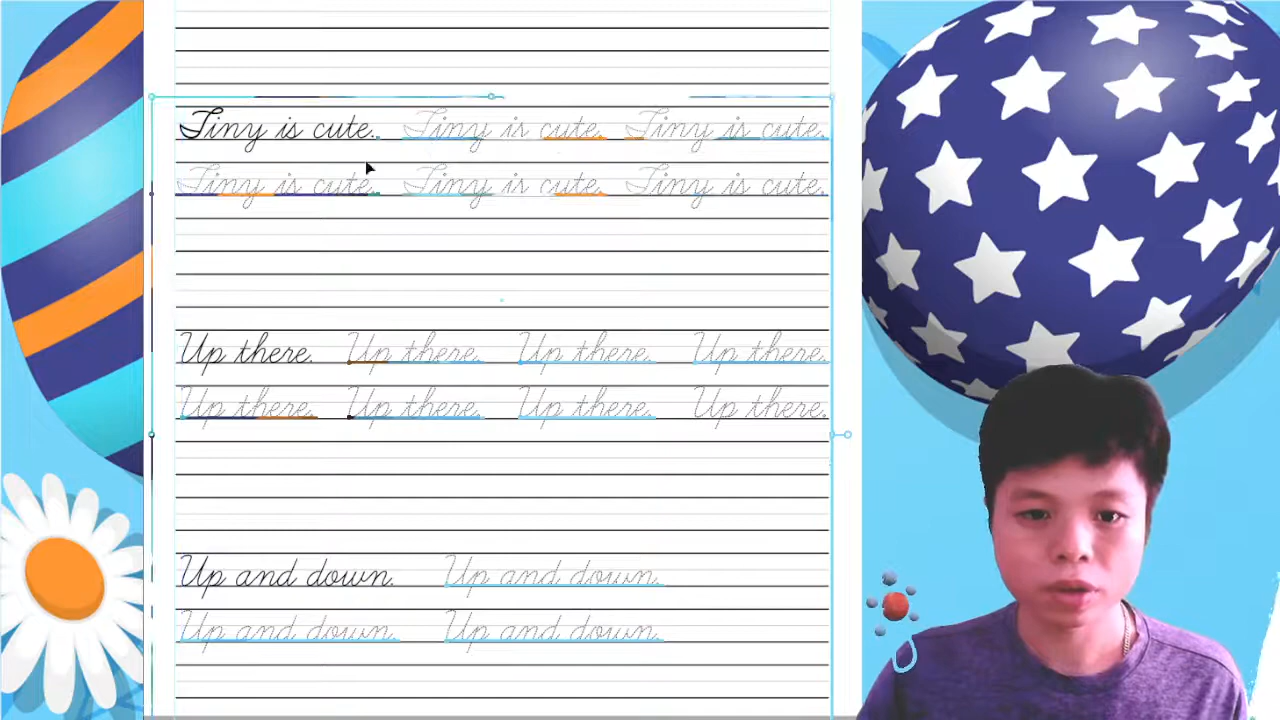 Tiny is cute. Tiny is cute. Tiny is cute.
Tiny is cute. Tiny is cute. Tiny is cute.
Up there. Up there. Up there. Up there.
Up there. Up there. Up there. Up there.
Up and down. Up and down.
Up and down. Up and down.